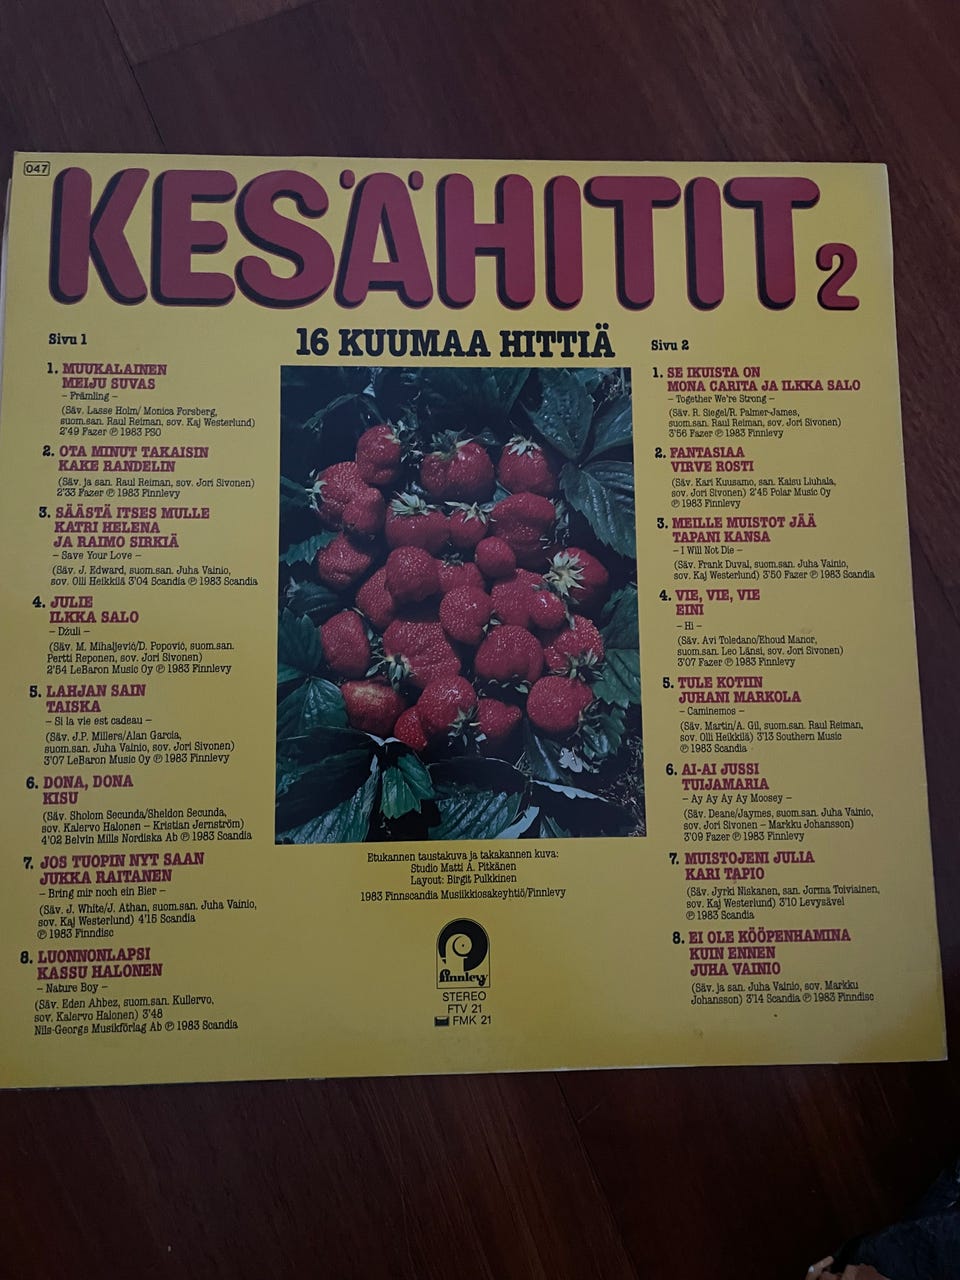 047
KESÄHITIT 2
16 KUUMAA HITTIÄ
Sivu 1
1. MUUKALAINEN
MEIJU SUVAS
– Främling –
(Säv. Lasse Holm/ Monica Forsberg,
suom.san. Raul Reiman, sov. Kaj Westerlund)
2'49 Fazer ℗ 1983 PSO
2. OTA MINUT TAKAISIN
KAKE RANDELIN
(Säv. ja san. Raul Reiman, sov. Jori Sivonen)
2'33 Fazer ℗ 1983 Finnlevy
3. SÄÄSTÄ ITSES MULLE
KATRI HELENA
JA RAIMO SIRKIÄ
– Save Your Love –
(Säv. J. Edward, suom.san. Juha Vainio,
sov. Olli Heikkilä) 3'04 Scandia ℗ 1983 Scandia
4. JULIE
ILKKA SALO
– Džuli –
(Säv. M. Mihaljević/D. Popović, suom.san.
Pertti Reponen, sov. Jori Sivonen)
2'54 LeBaron Music Oy ℗ 1983 Finnlevy
5. LAHJAN SAIN
TAISKA
– Si la vie est cadeau –
(Säv. J.P. Millers/Alan Garcia,
suom.san. Juha Vainio, sov. Jori Sivonen)
3'07 LeBaron Music Oy ℗ 1983 Finnlevy
6. DONA, DONA
KISU
(Säv. Sholom Secunda/Sheldon Secunda,
sov. Kalervo Halonen – Kristian Jernström)
4'02 Belvin Mills Nordiska Ab ℗ 1983 Scandia
7. JOS TUOPIN NYT SAAN
JUKKA RAITANEN
– Bring mir noch ein Bier –
(Säv. J. White/J. Athan, suom.san. Juha Vainio,
sov. Kaj Westerlund) 4'15 Scandia
℗ 1983 Finndisc
8. LUONNONLAPSI
KASSU HALONEN
– Nature Boy –
(Säv. Eden Ahbez, suom.san. Kullervo,
sov. Kalervo Halonen) 3'48
Nils-Georgs Musikförlag Ab ℗ 1983 Scandia
Etukannen taustakuva ja takakannen kuva:
Studio Matti A. Pitkänen
Layout: Birgit Pulkkinen
1983 Finnscandia Musiikkiosakeyhtiö/Finnlevy
finnlevy
STEREO
FTV 21
FMK 21
Sivu 2
1. SE IKUISTA ON
MONA CARITA JA ILKKA SALO
– Together We're Strong –
(Säv. R. Siegel/R. Palmer-James,
suom.san. Raul Reiman, sov. Jori Sivonen)
3'56 Fazer ℗ 1983 Finnlevy
2. FANTASIAA
VIRVE ROSTI
(Säv. Kari Kuusamo, san. Kaisu Liuhala,
sov. Jori Sivonen) 2'45 Polar Music Oy
℗ 1983 Finnlevy
3. MEILLE MUISTOT JÄÄ
TAPANI KANSA
– I Will Not Die –
(Säv. Frank Duval, suom.san. Juha Vainio,
sov. Kaj Westerlund) 3'50 Fazer ℗ 1983 Scandia
4. VIE, VIE, VIE
EINI
– Hi –
(Säv. Avi Toledano/Ehoud Manor,
suom.san. Leo Länsi, sov. Jori Sivonen)
3'07 Fazer ℗ 1983 Finnlevy
5. TULE KOTIIN
JUHANI MARKOLA
– Caminemos –
(Säv. Martin/A. Gil, suom.san. Raul Reiman,
sov. Olli Heikkilä) 3'13 Southern Music
℗ 1983 Scandia
6. AI-AI JUSSI
TUIJAMARIA
– Ay Ay Ay Ay Moosey –
(Säv. Deane/Jaymes, suom.san. Juha Vainio,
sov. Jori Sivonen – Markku Johansson)
3'09 Fazer ℗ 1983 Finnlevy
7. MUISTOJENI JULIA
KARI TAPIO
(Säv. Jyrki Niskanen, san. Jorma Toiviainen,
sov. Kaj Westerlund) 3'10 Levysävel
℗ 1983 Scandia
8. EI OLE KÖÖPENHAMINA
KUIN ENNEN
JUHA VAINIO
(Säv. ja san. Juha Vainio, sov. Markku
Johansson) 3'14 Scandia ℗ 1983 Finndisc